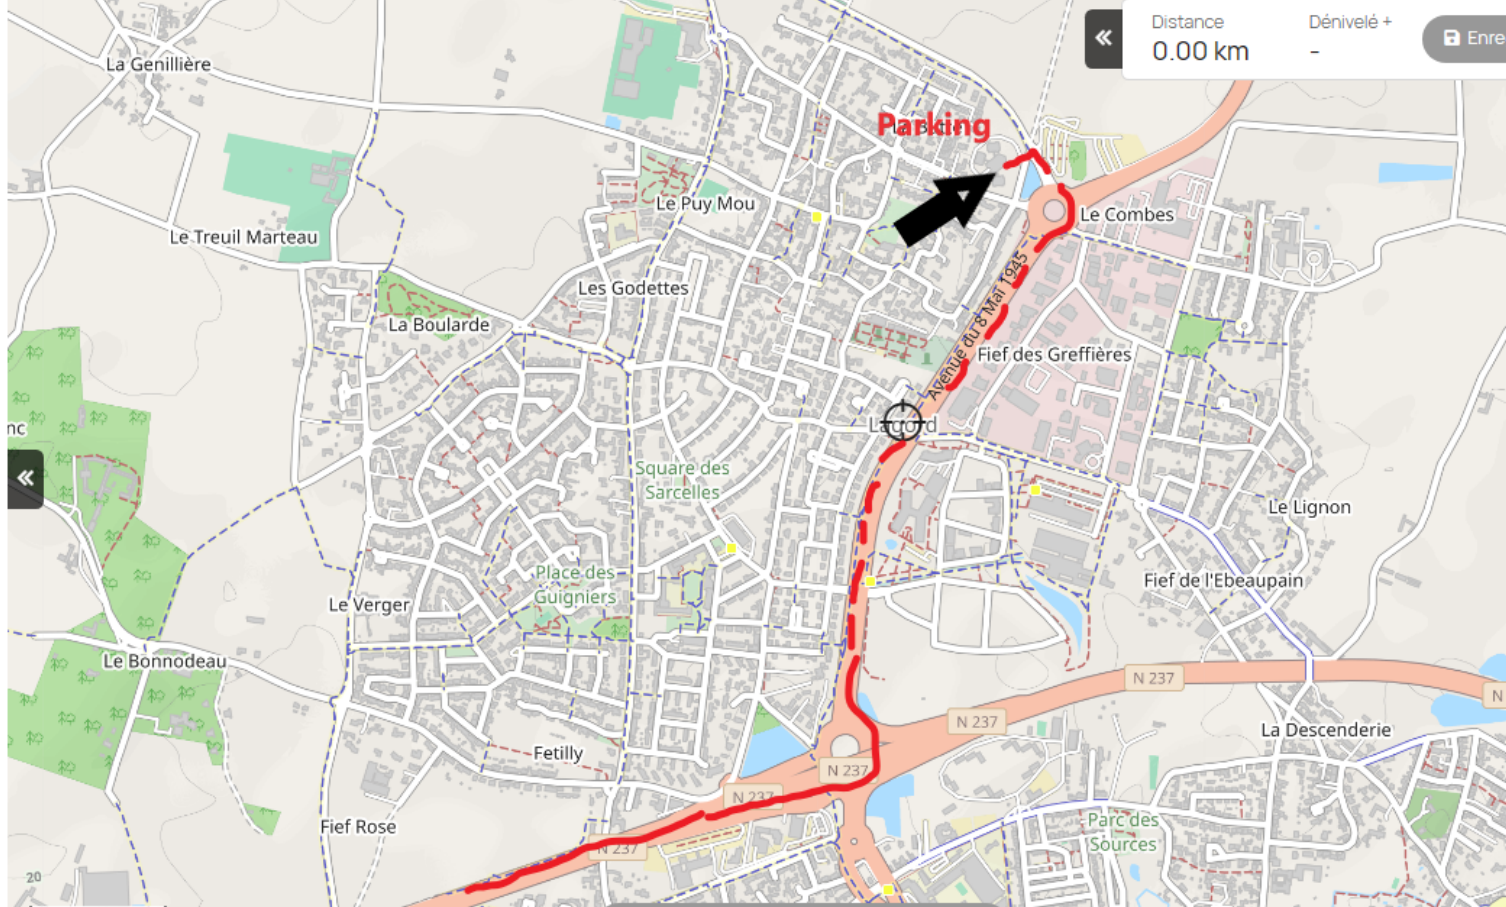 Distance
Dénivelé +
0.00 km
-
Enre
La Genillière
Parking
Le Puy Mou
Le Combes
Le Treuil Marteau
Les Godettes
La Boularde
Avenue du 8 Mai 1945
Fief des Greffières
Lagord
nc
Square des
Sarcelles
Le Lignon
Place des
Guigniers
Fief de l'Ebeaupain
Le Verger
Le Bonnodeau
N 237
N
N 237
La Descenderie
Fetilly
N 237
N 237
Fief Rose
Parc des
Sources
N 237
20